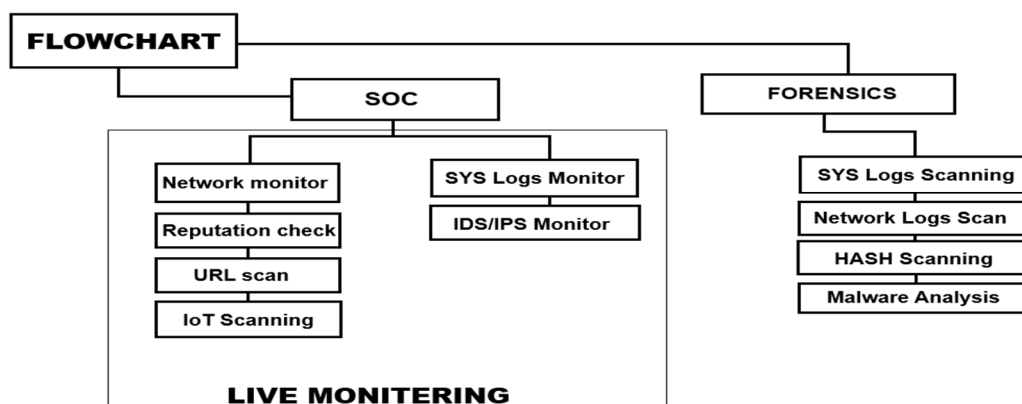 FLOWCHART
SOC
FORENSICS
Network monitor
Reputation check
URL scan
IoT Scanning
SYS Logs Monitor
IDS/IPS Monitor
SYS Logs Scanning
Network Logs Scan
HASH Scanning
Malware Analysis
LIVE MONITERING